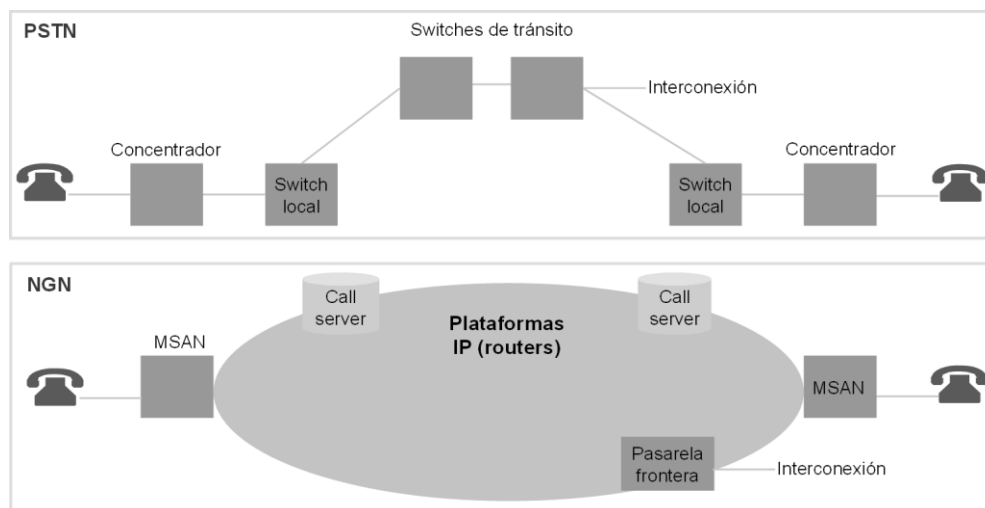 PSTN
Switches de tránsito
Interconexión
Concentrador
Concentrador
Switch
local
Switch
local
NGN
Call
server
Call
server
Plataformas
IP (routers)
MSAN
MSAN
Pasarela
frontera
Interconexión